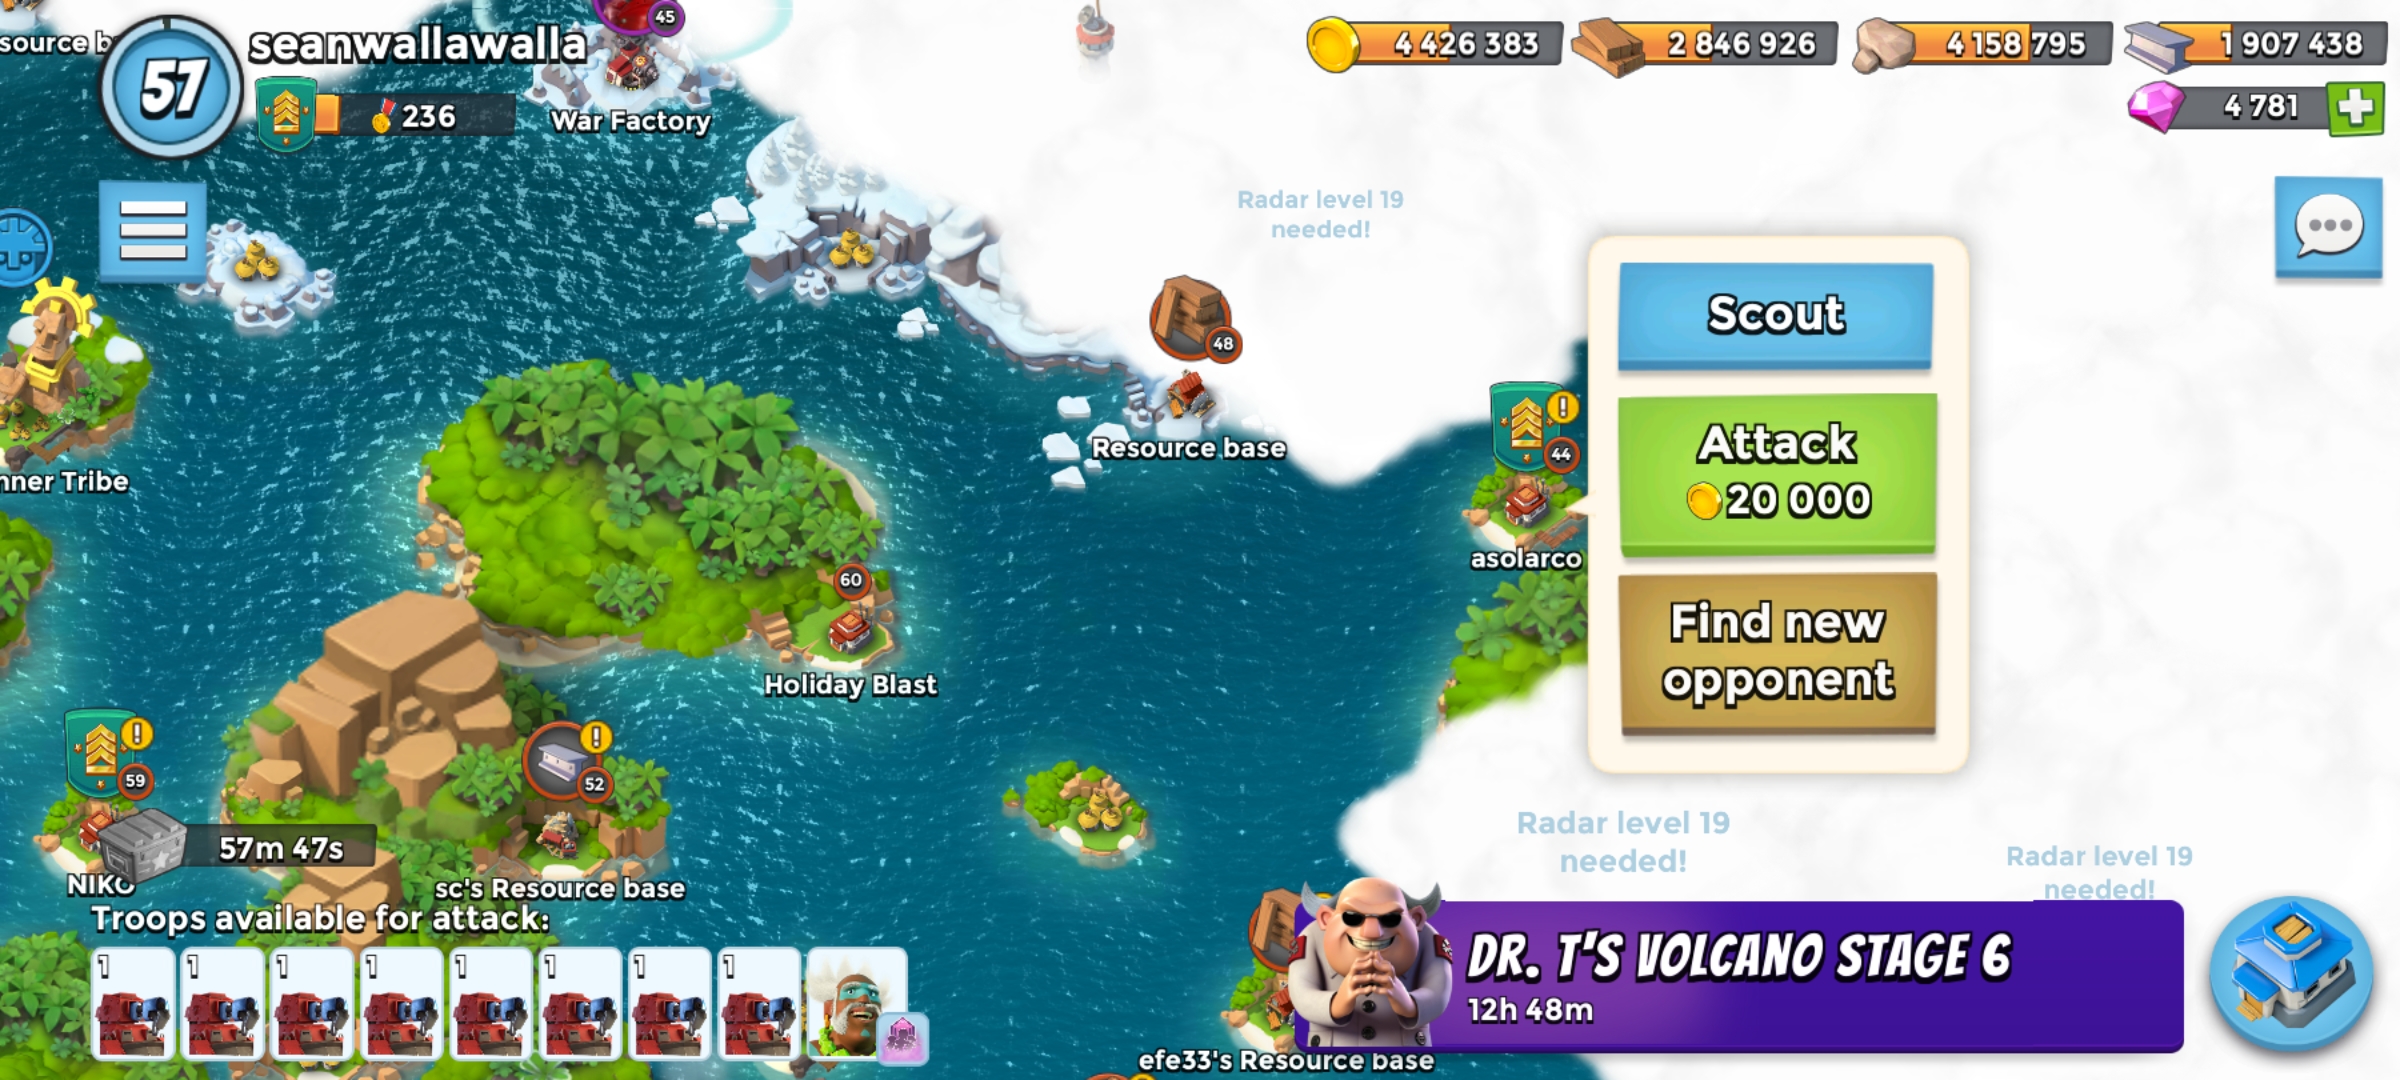 source b
57
seanwallawalla
236
45
War Factory
4 426 383
2 846 926
4 158 795
1 907 438
4 781
Radar level 19
needed!
48
Resource base
Scout
Attack
20 000
Find new
opponent
!
44
asolarco
nner Tribe
60
Holiday Blast
!
59
!
52
57m 47s
NIKO
sc's Resource base
Troops available for attack:
1
1
1
1
1
1
1
1
Radar level 19
needed!
Radar level 19
needed!
DR. T'S VOLCANO STAGE 6
12h 48m
efe33's Resource base